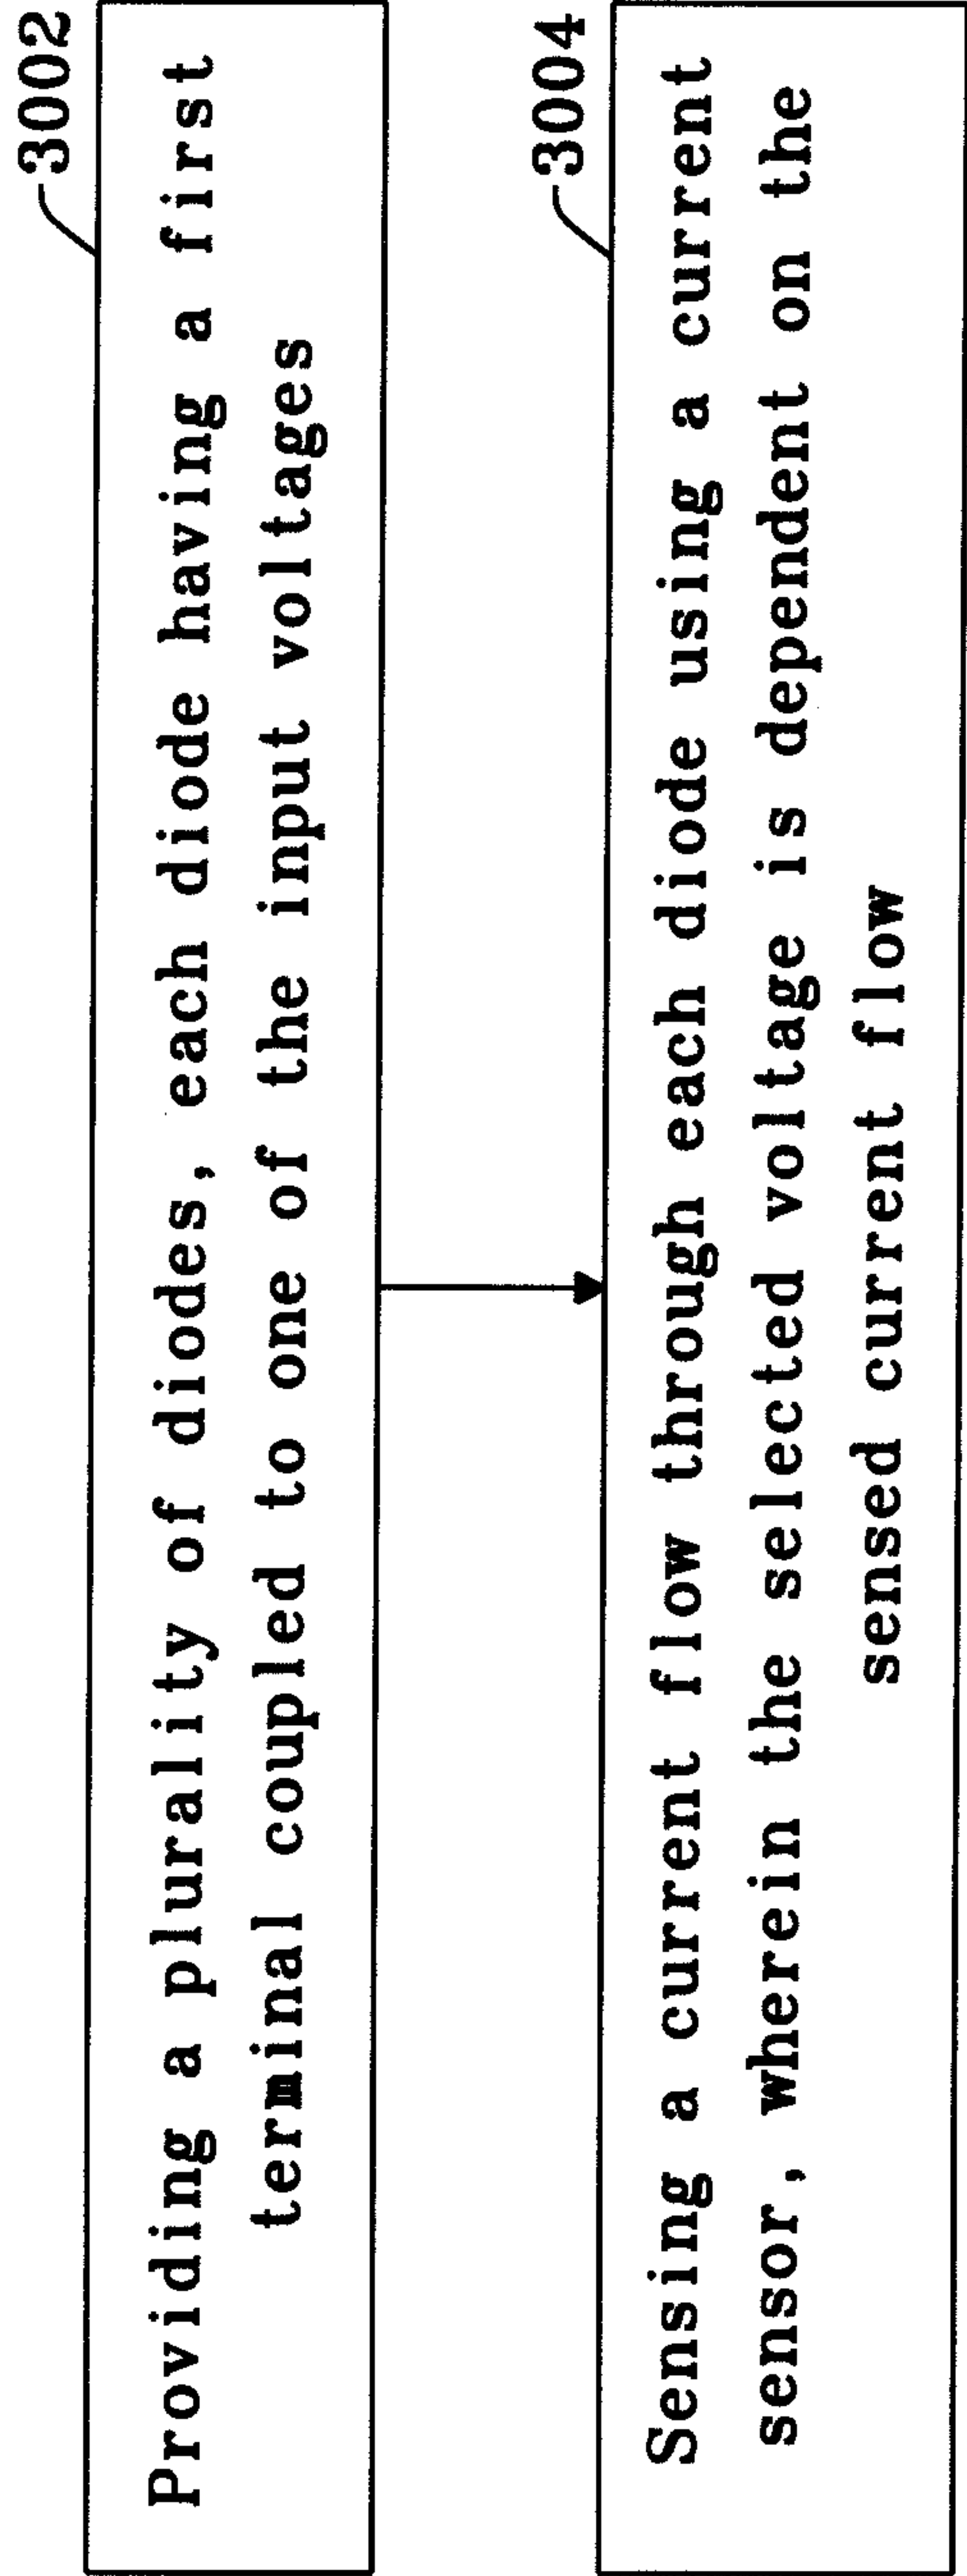 3002
Providing a plurality of diodes, each diode having a first
terminal coupled to one of the input voltages
3004
Sensing a current flow through each diode using a current
sensor, wherein the selected voltage is dependent on the
sensed current flow